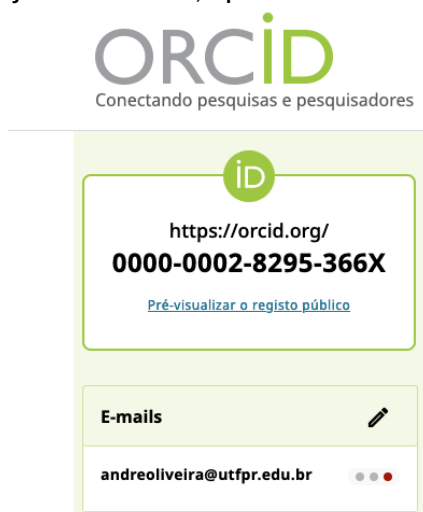 ORCID
Conectando pesquisas e pesquisadores
iD
https://orcid.org/
0000-0002-8295-366X
Pré-visualizar o registo público
E-mails
andreoliveira@utfpr.edu.br